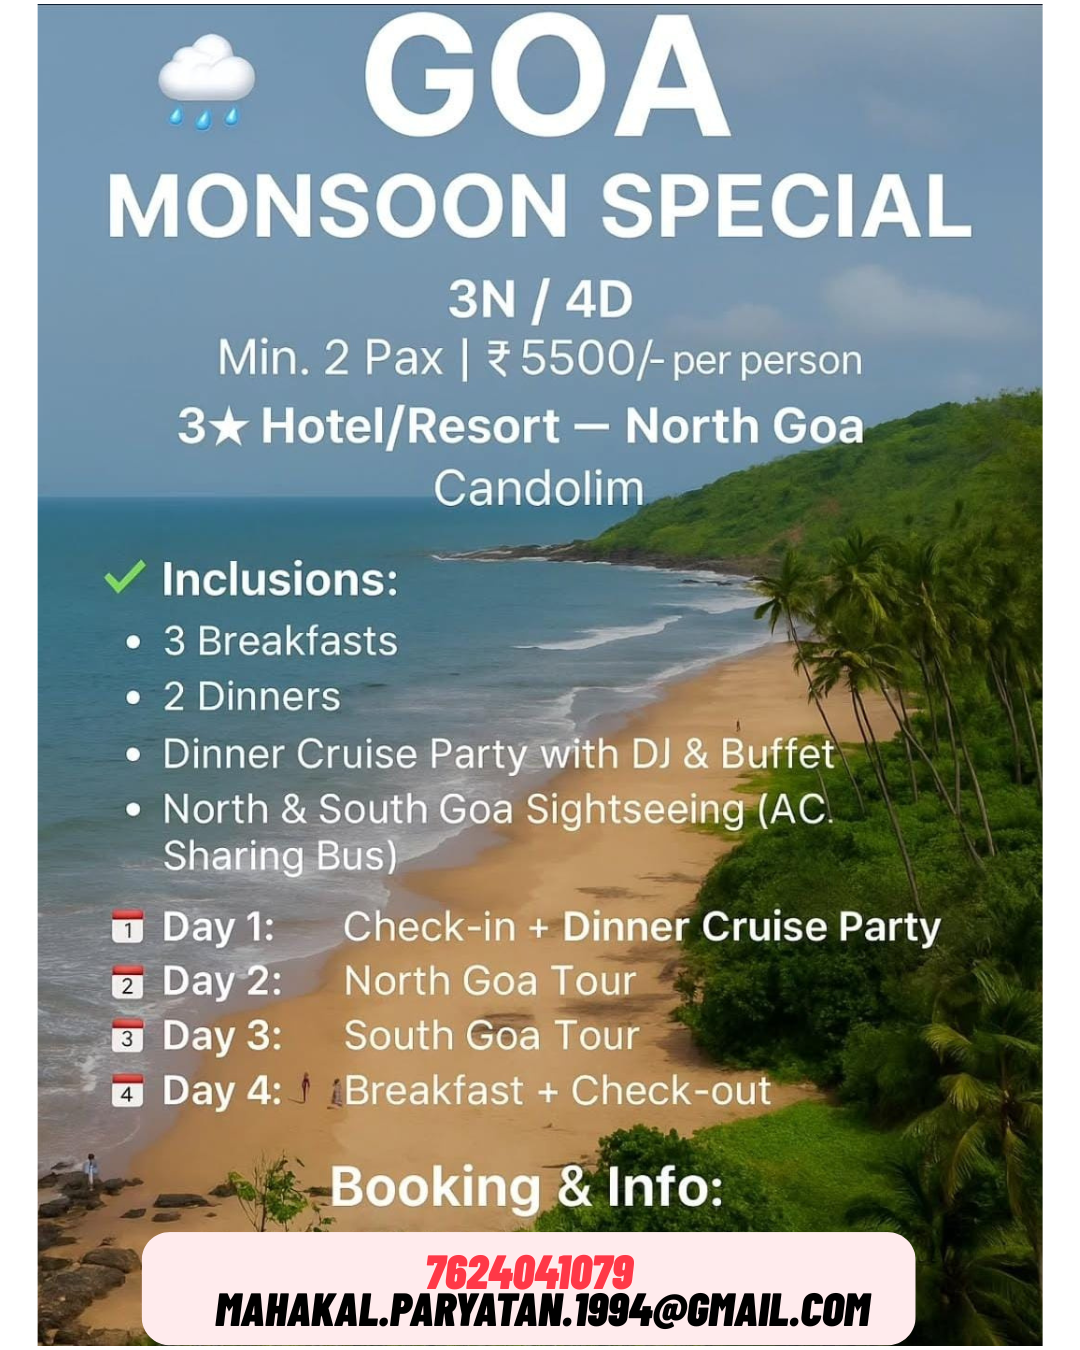 GOA
MONSOON SPECIAL
3N / 4D
Min. 2 Pax | ₹ 5500/- per person
3★ Hotel/Resort – North Goa
Candolim
✓ Inclusions:
• 3 Breakfasts
• 2 Dinners
• Dinner Cruise Party with DJ & Buffet
• North & South Goa Sightseeing (AC.
Sharing Bus)
1 Day 1: Check-in + Dinner Cruise Party
2 Day 2: North Goa Tour
3 Day 3: South Goa Tour
4 Day 4: Breakfast + Check-out
Booking & Info:
7624041079
MAHAKAL.PARYATAN.1994@GMAIL.COM